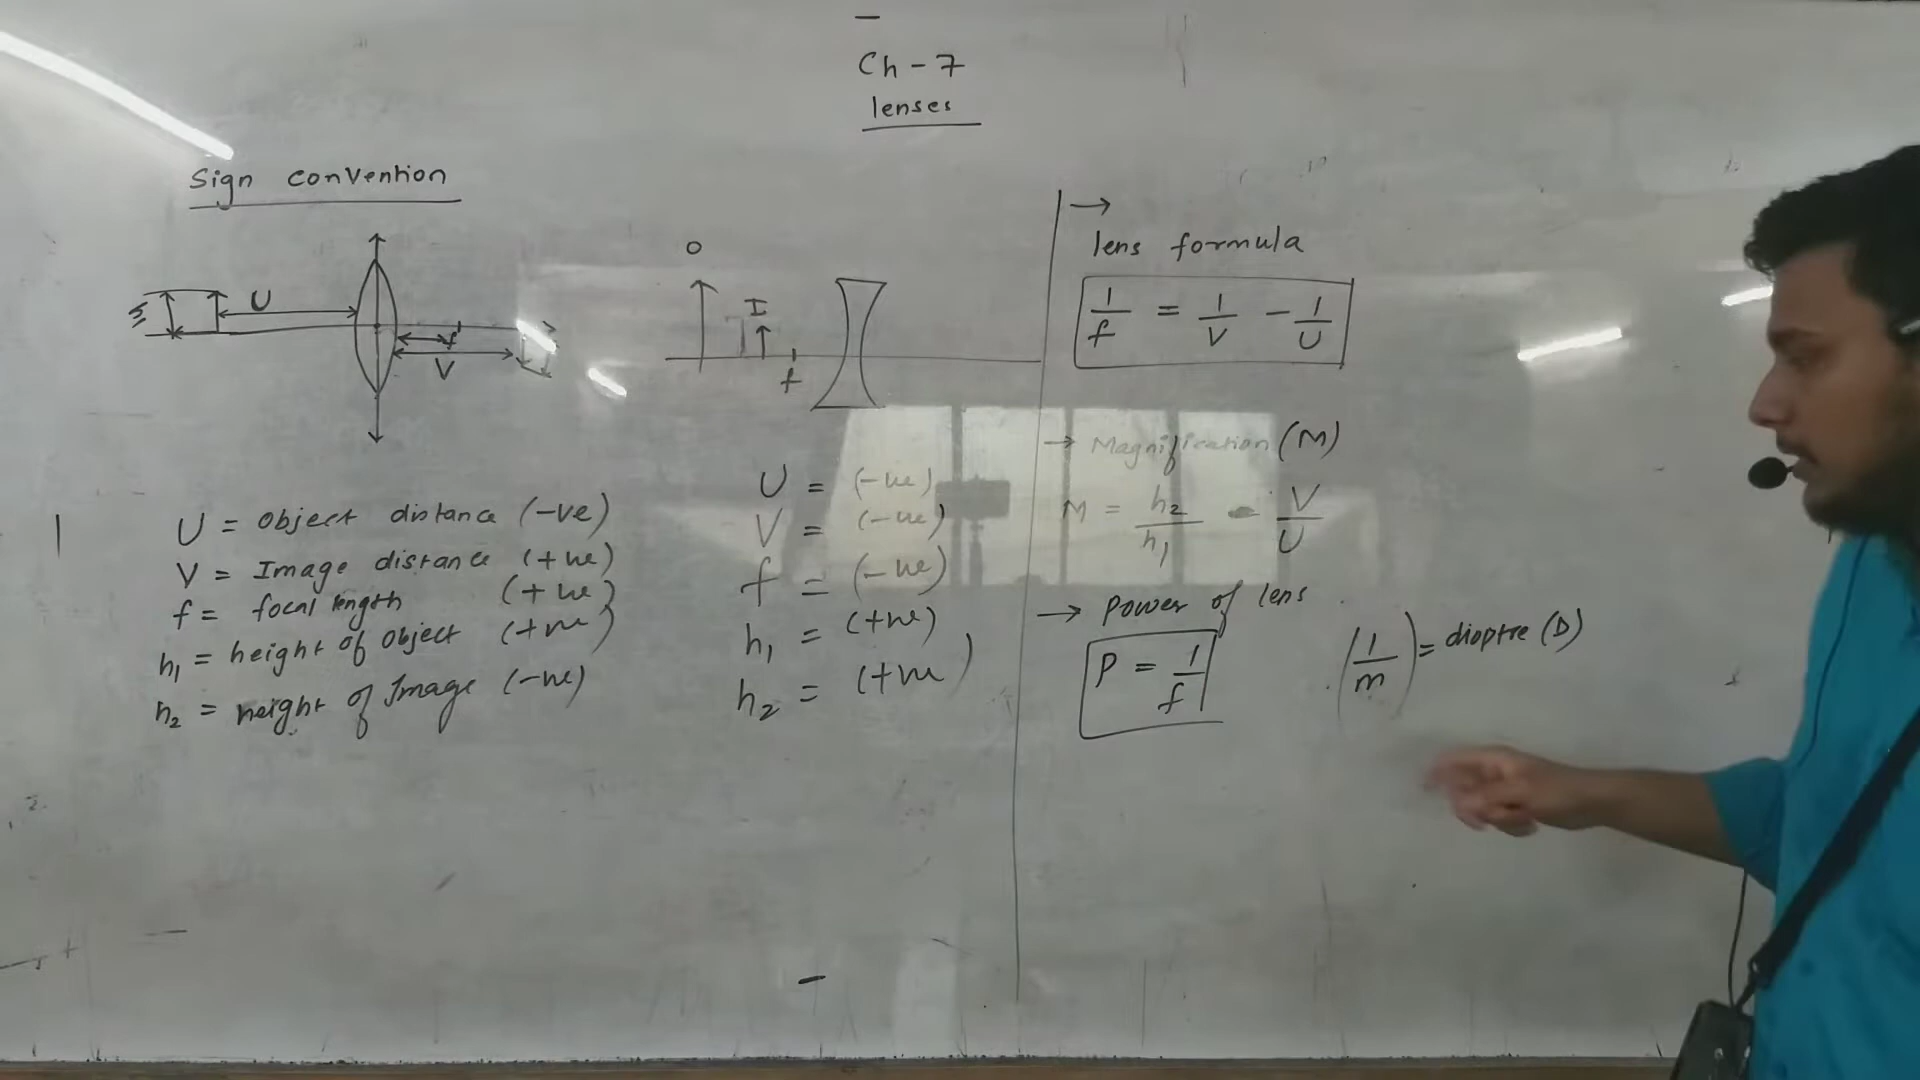 Ch-7
lenses
Sign convention
U
f
V
O
I
f
U = object distance (-ve)
V = Image distance (+ve)
f = focal length (+ve)
h₁ = height of object (+ve)
h₂ = height of Image (-ve)
U = (-ve)
V = (-ve)
f = (-ve)
h₁ = (+ve)
h₂ = (+ve)
→
lens formula
1/f = 1/V - 1/U
→ Magnification (M)
M = h₂/h₁ = V/U
→ Power of lens
P = 1/f
(1/m) = dioptre (D)